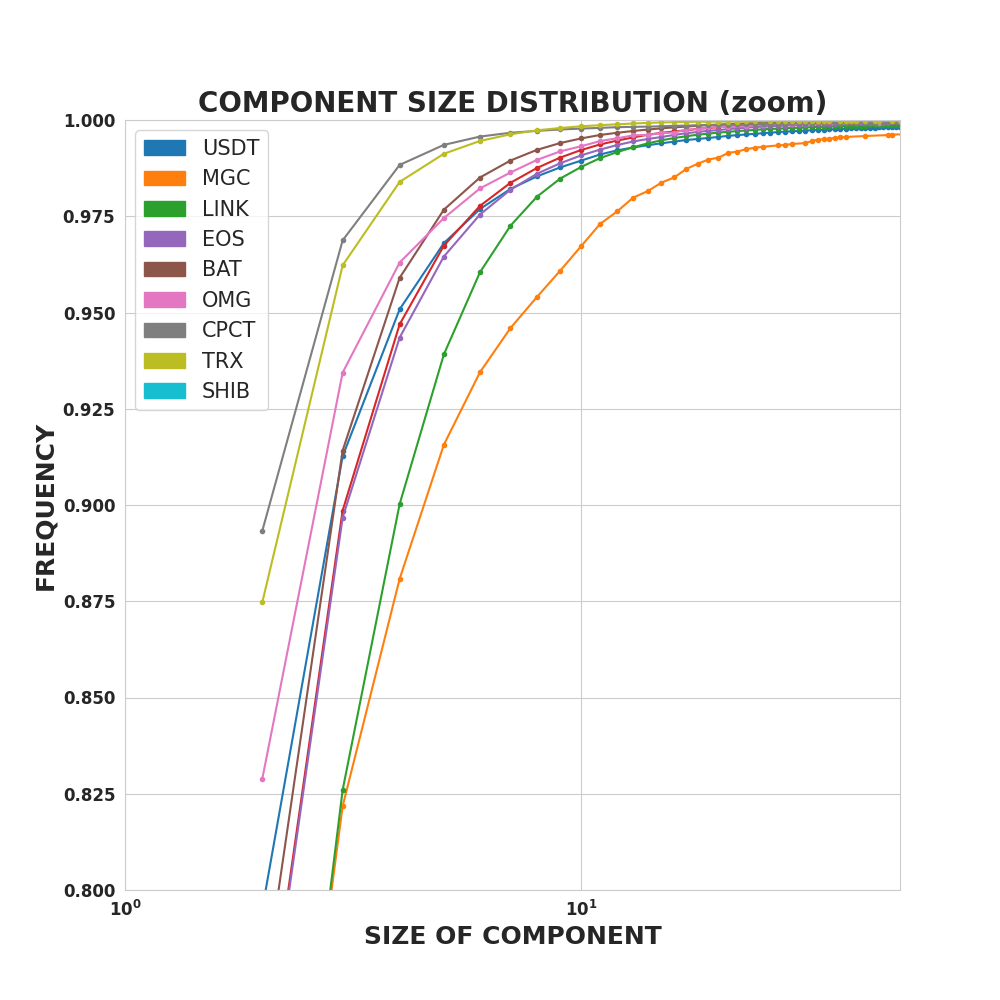 COMPONENT SIZE DISTRIBUTION (zoom)
1.000
0.975
0.950
0.925
0.900
0.875
0.850
0.825
0.800
FREQUENCY
USDT
MGC
LINK
EOS
BAT
OMG
CPCT
TRX
SHIB
10⁰
10¹
SIZE OF COMPONENT